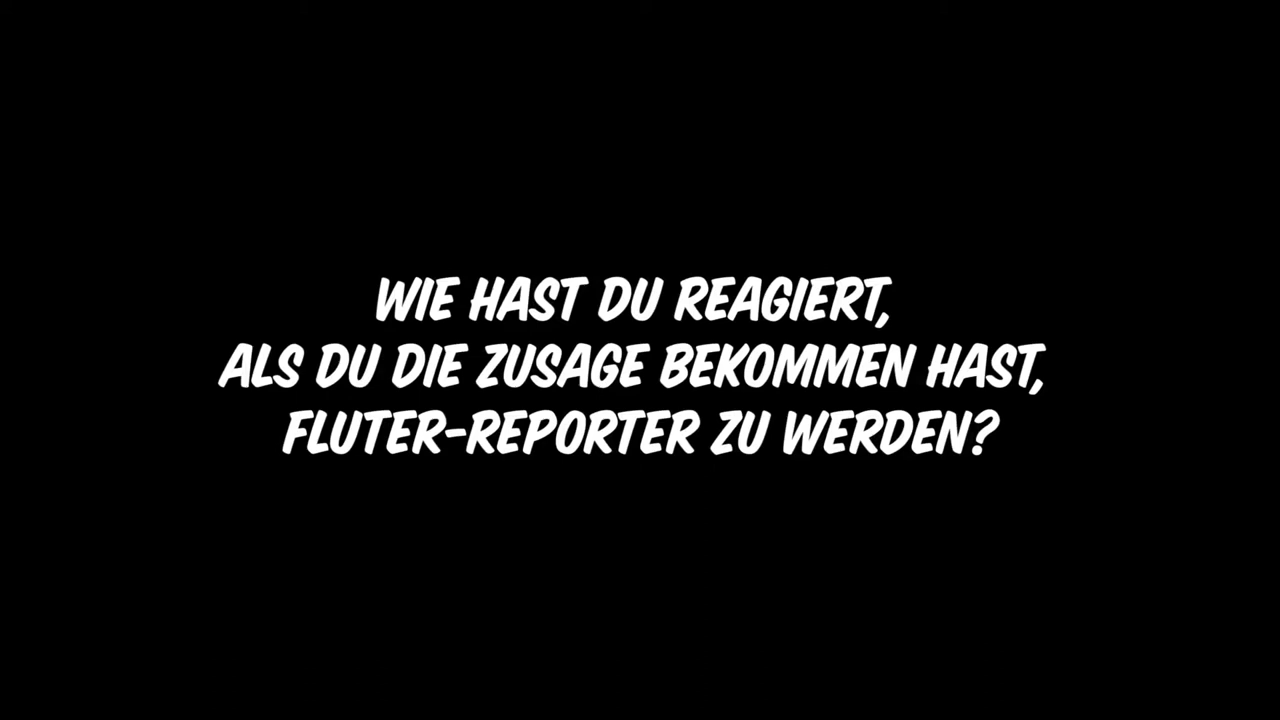 WIE HAST DU REAGIERT,
ALS DU DIE ZUSAGE BEKOMMEN HAST,
FLUTER-REPORTER ZU WERDEN?